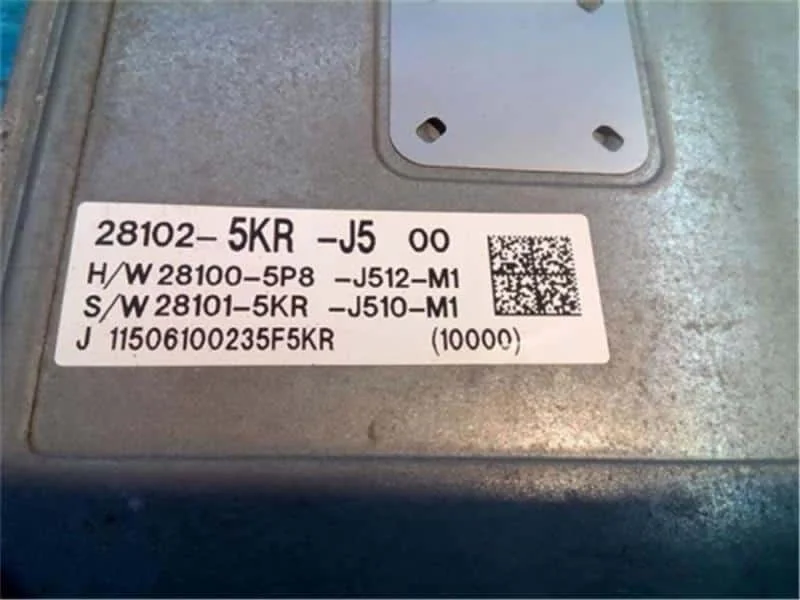 28102-5KR-J5 00
H/W 28100-5P8 -J512-M1
S/W 28101-5KR -J510-M1
J 11506100235F5KR (10000)